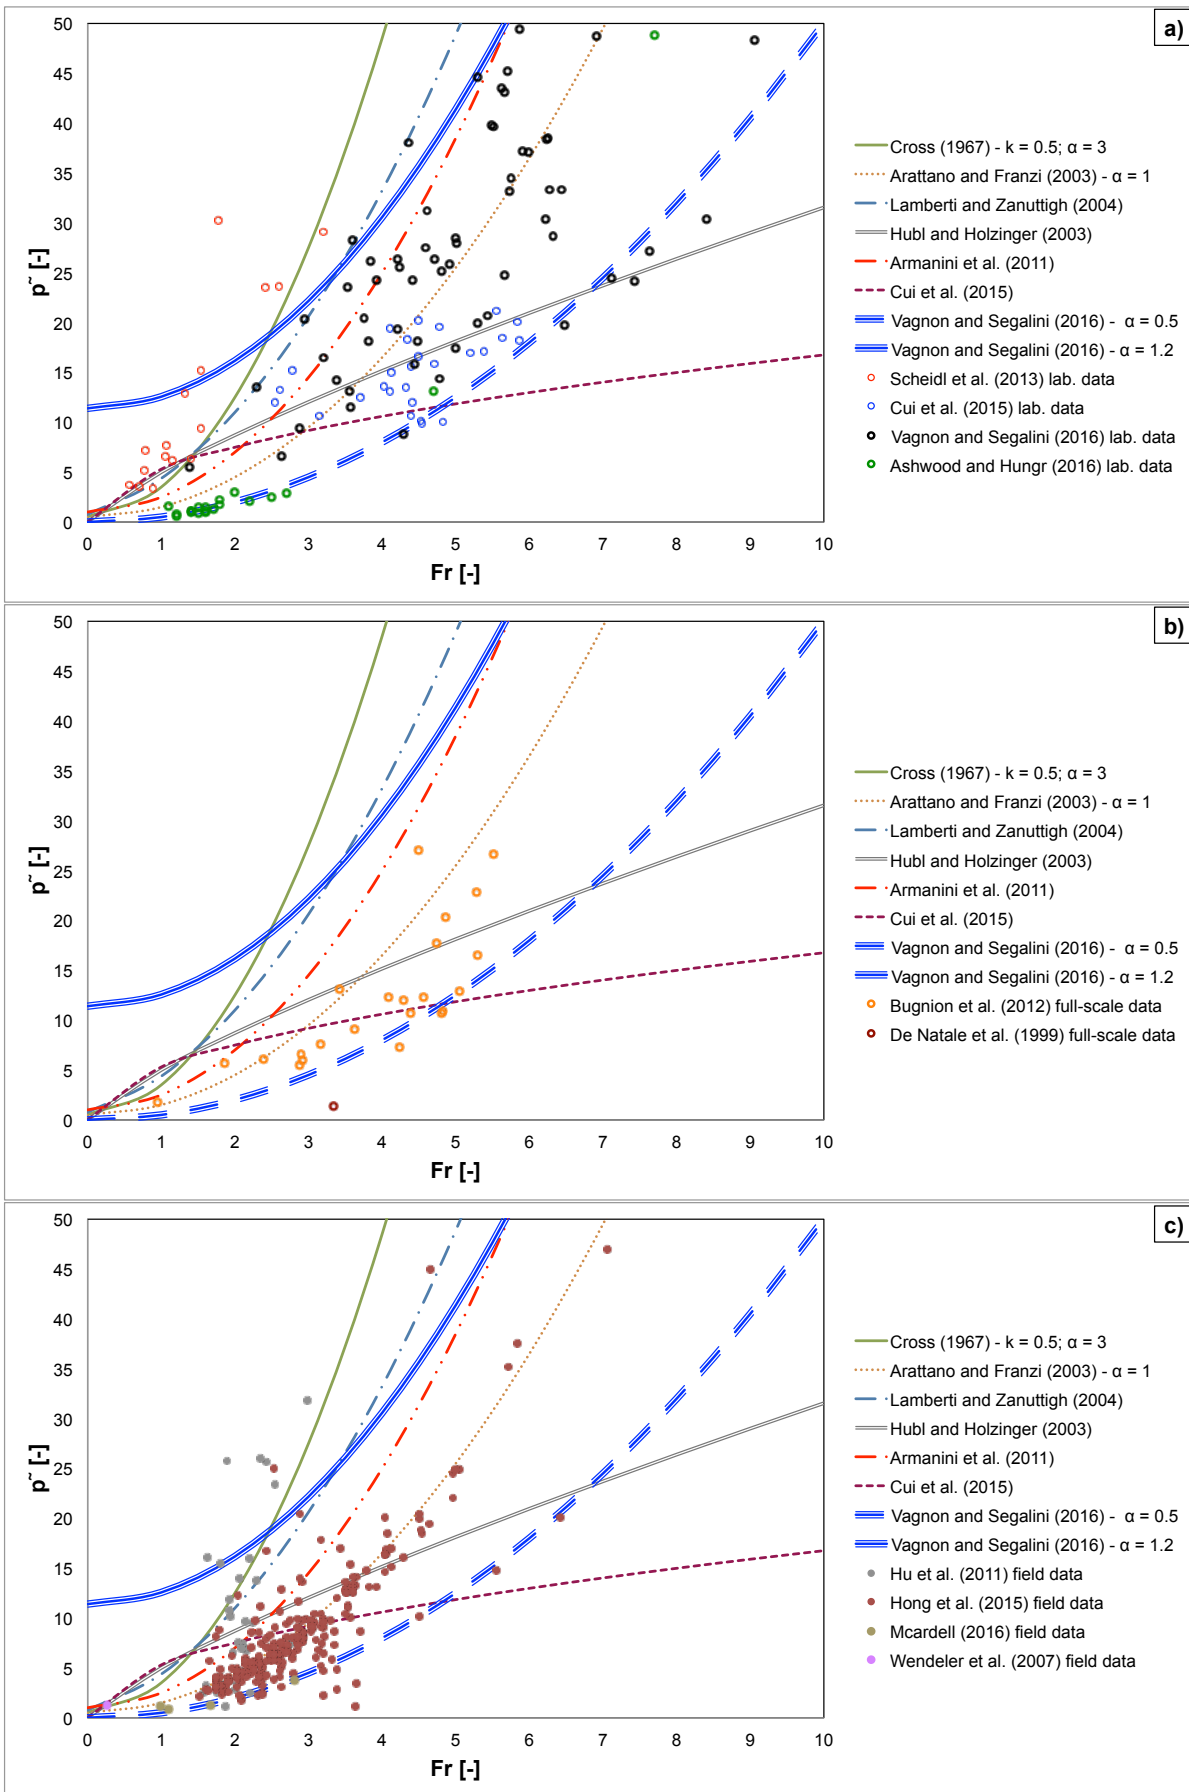 a)
50
45
40
35
30
25
20
15
10
5
0
p˜ [-]
0 1 2 3 4 5 6 7 8 9 10
Fr [-]
Cross (1967) - k = 0.5; α = 3
Arattano and Franzi (2003) - α = 1
Lamberti and Zanuttigh (2004)
Hubl and Holzinger (2003)
Armanini et al. (2011)
Cui et al. (2015)
Vagnon and Segalini (2016) -  α = 0.5
Vagnon and Segalini (2016) - α = 1.2
Scheidl et al. (2013) lab. data
Cui et al. (2015) lab. data
Vagnon and Segalini (2016) lab. data
Ashwood and Hungr (2016) lab. data
b)
50
45
40
35
30
25
20
15
10
5
0
p˜ [-]
0 1 2 3 4 5 6 7 8 9 10
Fr [-]
Cross (1967) - k = 0.5; α = 3
Arattano and Franzi (2003) - α = 1
Lamberti and Zanuttigh (2004)
Hubl and Holzinger (2003)
Armanini et al. (2011)
Cui et al. (2015)
Vagnon and Segalini (2016) -  α = 0.5
Vagnon and Segalini (2016) - α = 1.2
Bugnion et al. (2012) full-scale data
De Natale et al. (1999) full-scale data
c)
50
45
40
35
30
25
20
15
10
5
0
p˜ [-]
0 1 2 3 4 5 6 7 8 9 10
Fr [-]
Cross (1967) - k = 0.5; α = 3
Arattano and Franzi (2003) - α = 1
Lamberti and Zanuttigh (2004)
Hubl and Holzinger (2003)
Armanini et al. (2011)
Cui et al. (2015)
Vagnon and Segalini (2016) -  α = 0.5
Vagnon and Segalini (2016) - α = 1.2
Hu et al. (2011) field data
Hong et al. (2015) field data
Mcardell (2016) field data
Wendeler et al. (2007) field data